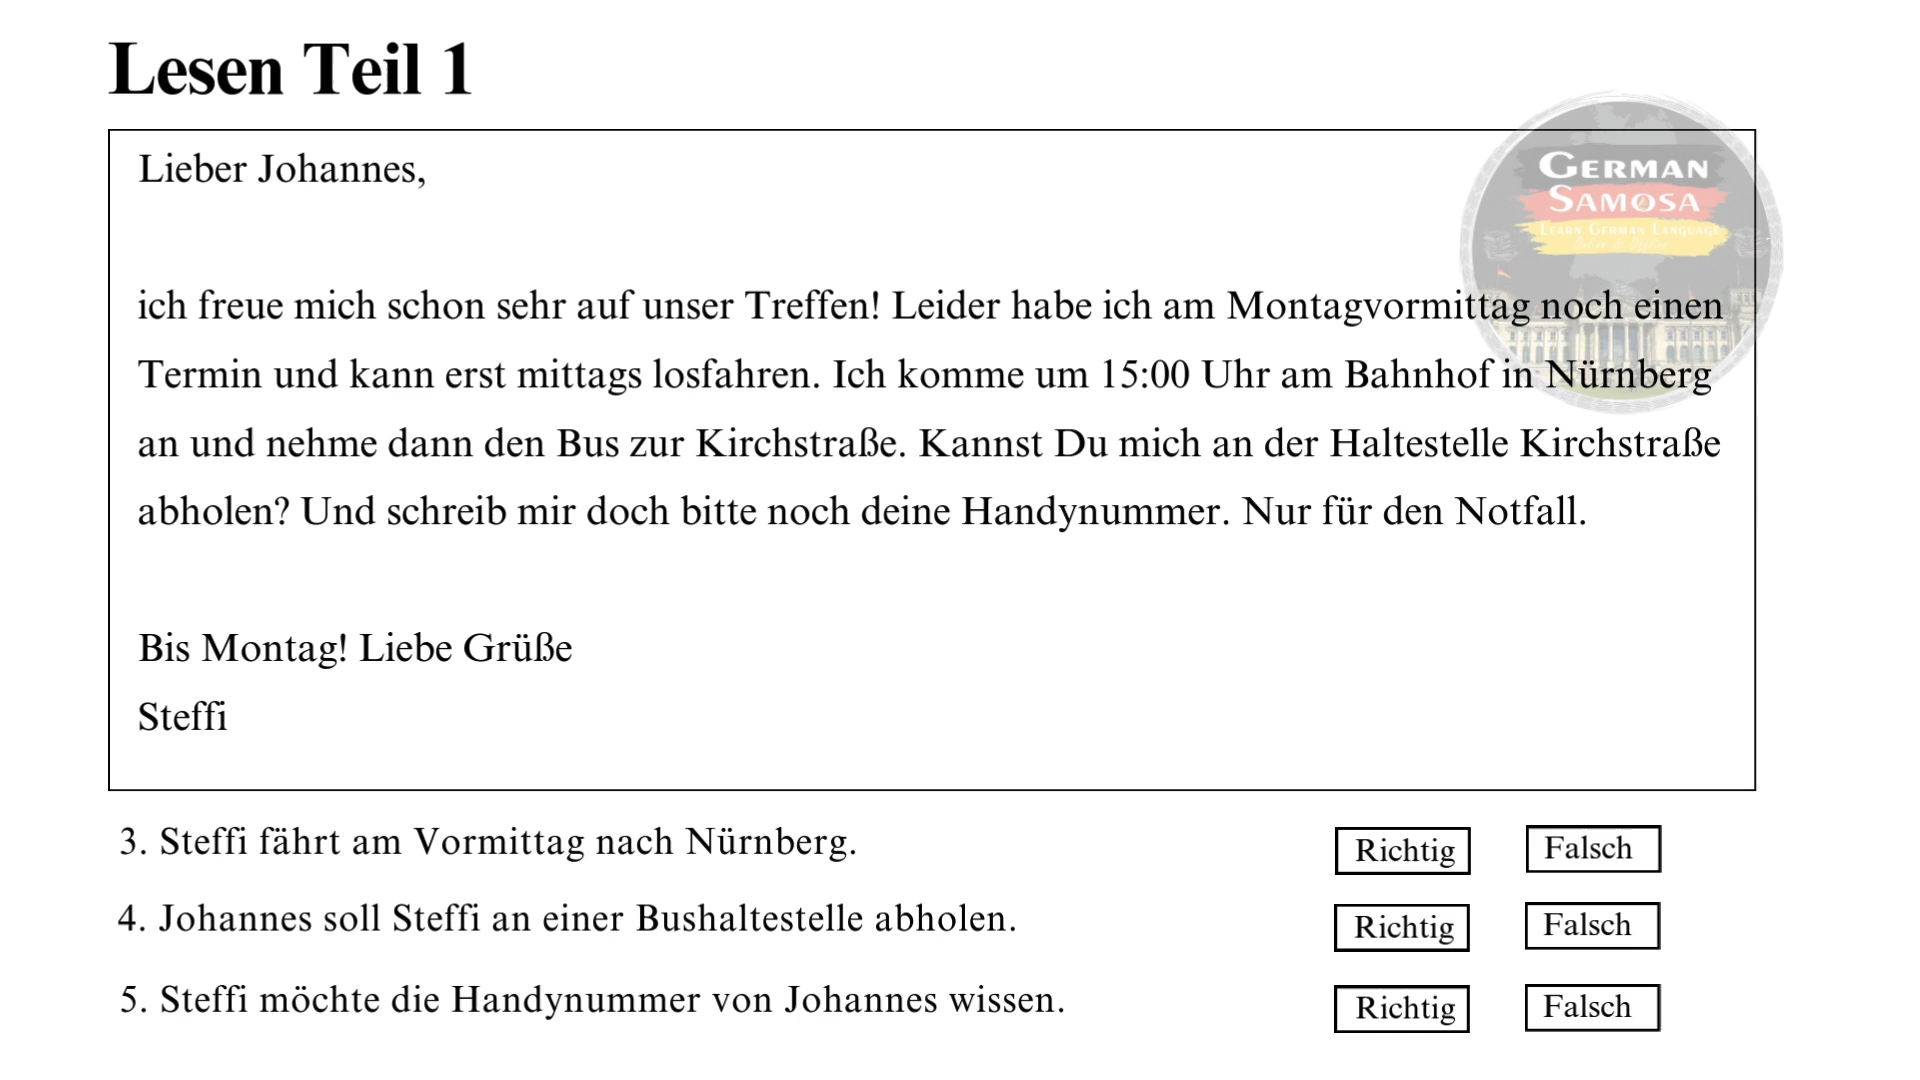 Lesen Teil 1
GERMAN
SAMOSA
LEARN GERMAN LANGUAGE
Online & Offline
Lieber Johannes,
ich freue mich schon sehr auf unser Treffen! Leider habe ich am Montagvormittag noch einen
Termin und kann erst mittags losfahren. Ich komme um 15:00 Uhr am Bahnhof in Nürnberg
an und nehme dann den Bus zur Kirchstraße. Kannst Du mich an der Haltestelle Kirchstraße
abholen? Und schreib mir doch bitte noch deine Handynummer. Nur für den Notfall.
Bis Montag! Liebe Grüße
Steffi
3. Steffi fährt am Vormittag nach Nürnberg. Richtig Falsch
4. Johannes soll Steffi an einer Bushaltestelle abholen. Richtig Falsch
5. Steffi möchte die Handynummer von Johannes wissen. Richtig Falsch